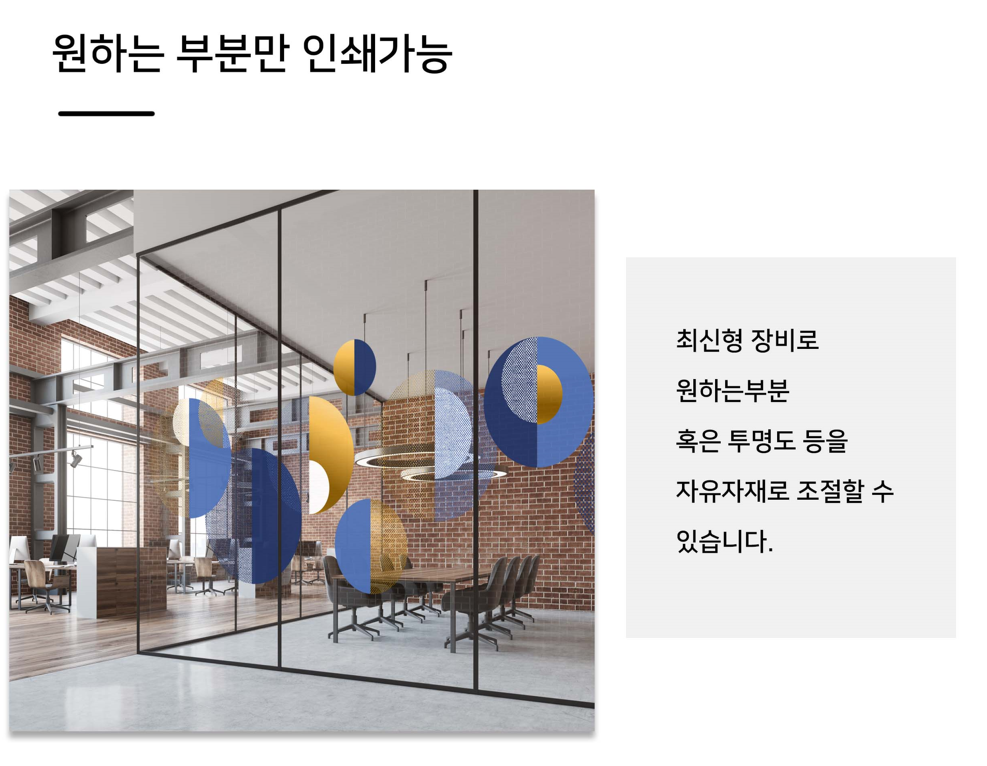 원하는 부분만 인쇄가능
최신형 장비로
원하는부분
혹은 투명도 등을
자유자재로 조절할 수
있습니다.